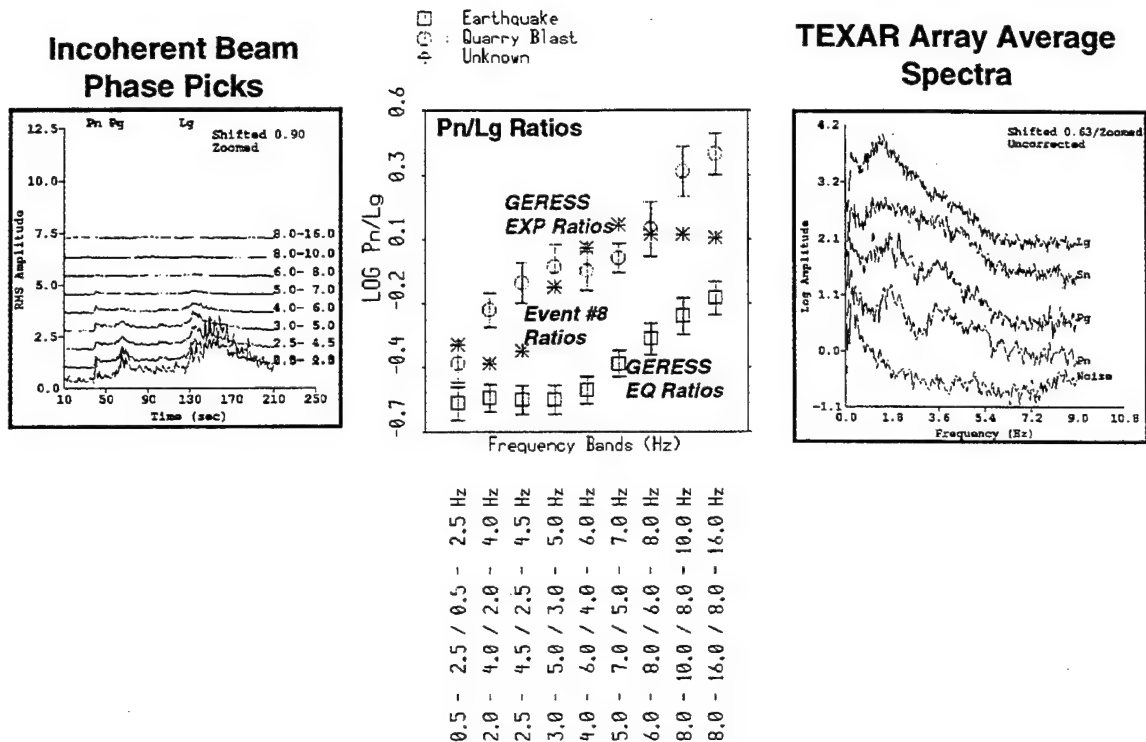 Incoherent Beam
Phase Picks
Earthquake
Quarry Blast
Unknown
TEXAR Array Average
Spectra
Pn Pg Lg
Shifted 0.90
Zoomed
RMS Amplitude
12.5
10.0
7.5
5.0
2.5
0.0
8.0-16.0
8.0-10.0
6.0- 8.0
5.0- 7.0
4.0- 6.0
3.0- 5.0
2.5- 4.5
10 50 90 130 170 210 250
Time (sec)
LOG Pn/Lg
0.6
0.3
0.1
-0.2
-0.4
-0.7
Pn/Lg Ratios
GERESS
EXP Ratios
Event #8
Ratios
GERESS
EQ Ratios
Frequency Bands (Hz)
0.5 - 2.5 / 0.5 - 2.5 Hz
2.0 - 4.0 / 2.0 - 4.0 Hz
2.5 - 4.5 / 2.5 - 4.5 Hz
3.0 - 5.0 / 3.0 - 5.0 Hz
4.0 - 6.0 / 4.0 - 6.0 Hz
5.0 - 7.0 / 5.0 - 7.0 Hz
6.0 - 8.0 / 6.0 - 8.0 Hz
8.0 - 10.0 / 8.0 - 10.0 Hz
8.0 - 16.0 / 8.0 - 16.0 Hz
Shifted 0.63/Zoomed
Uncorrected
Log Amplitude
4.2
3.2
2.1
1.1
0.0
-1.1
Lg
Sn
Pg
Pn
Noise
0.0 1.8 3.6 5.4 7.2 9.0 10.8
Frequency (Hz)